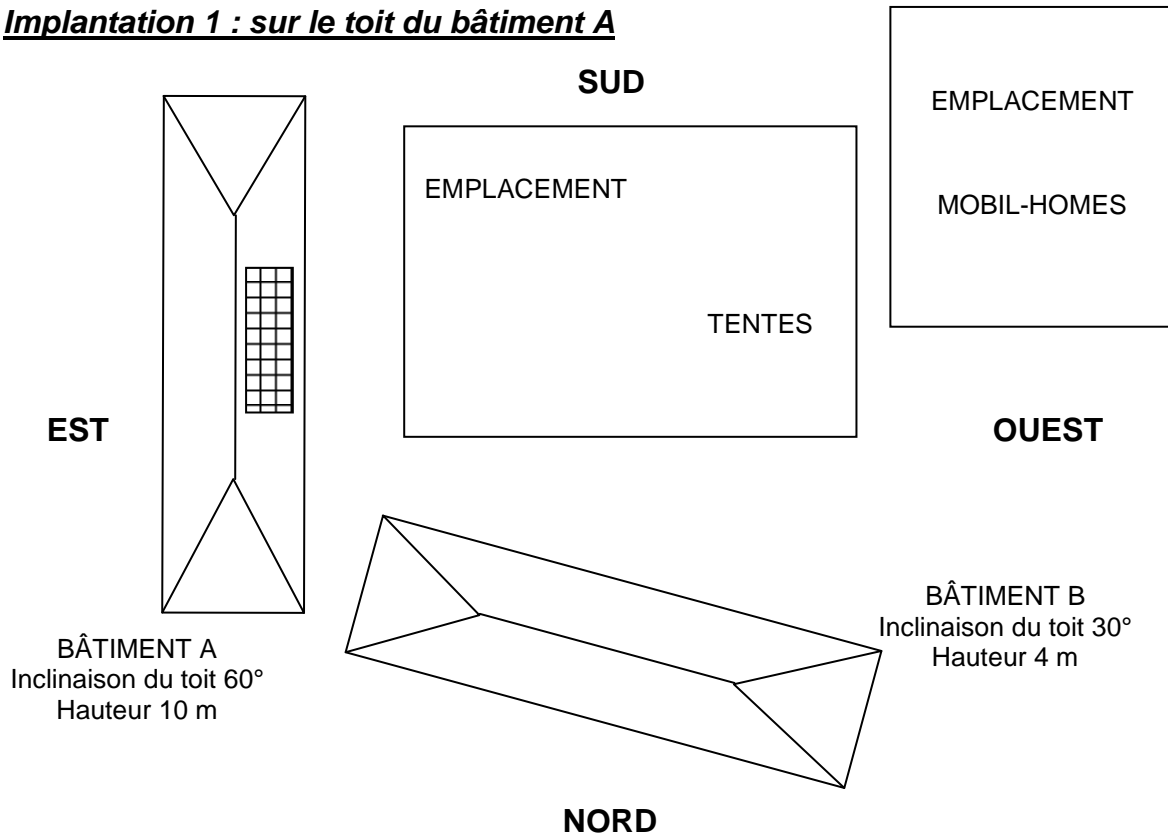 Implantation 1 : sur le toit du bâtiment A
SUD
EMPLACEMENT
MOBIL-HOMES
EMPLACEMENT
TENTES
EST
OUEST
BÂTIMENT A
Inclinaison du toit 60°
Hauteur 10 m
BÂTIMENT B
Inclinaison du toit 30°
Hauteur 4 m
NORD